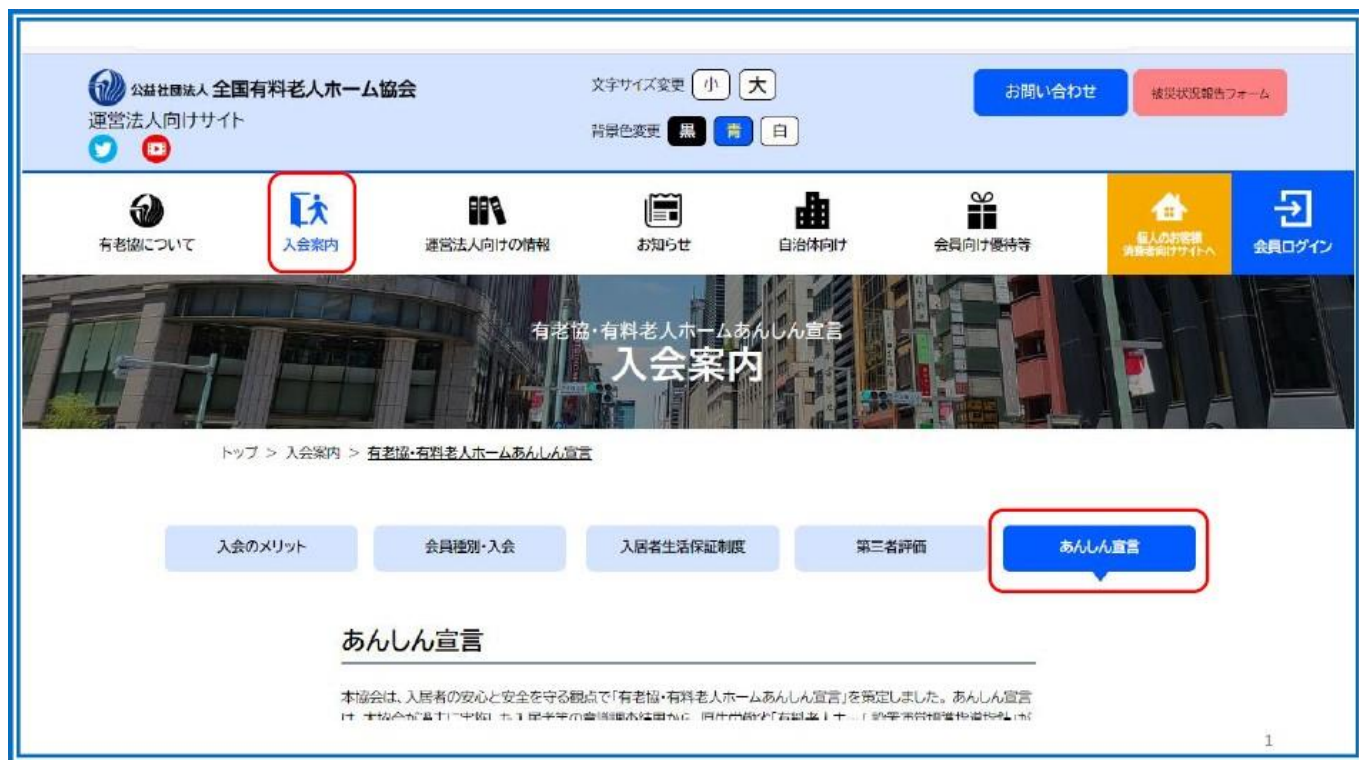 公益社団法人 全国有料老人ホーム協会
運営法人向けサイト
文字サイズ変更 小 大
背景色変更 黒 青 白
お問い合わせ
被災状況報告フォーム
有老協について
入会案内
運営法人向けの情報
お知らせ
自治体向け
会員向け優待等
個人のお客様
消費者向けサイトへ
会員ログイン
有老協・有料老人ホームあんしん宣言
入会案内
トップ > 入会案内 > 有老協・有料老人ホームあんしん宣言
入会のメリット
会員種別・入会
入居者生活保証制度
第三者評価
あんしん宣言
あんしん宣言
本協会は、入居者の安心と安全を守る観点で「有老協・有料老人ホームあんしん宣言」を策定しました。あんしん宣言
1